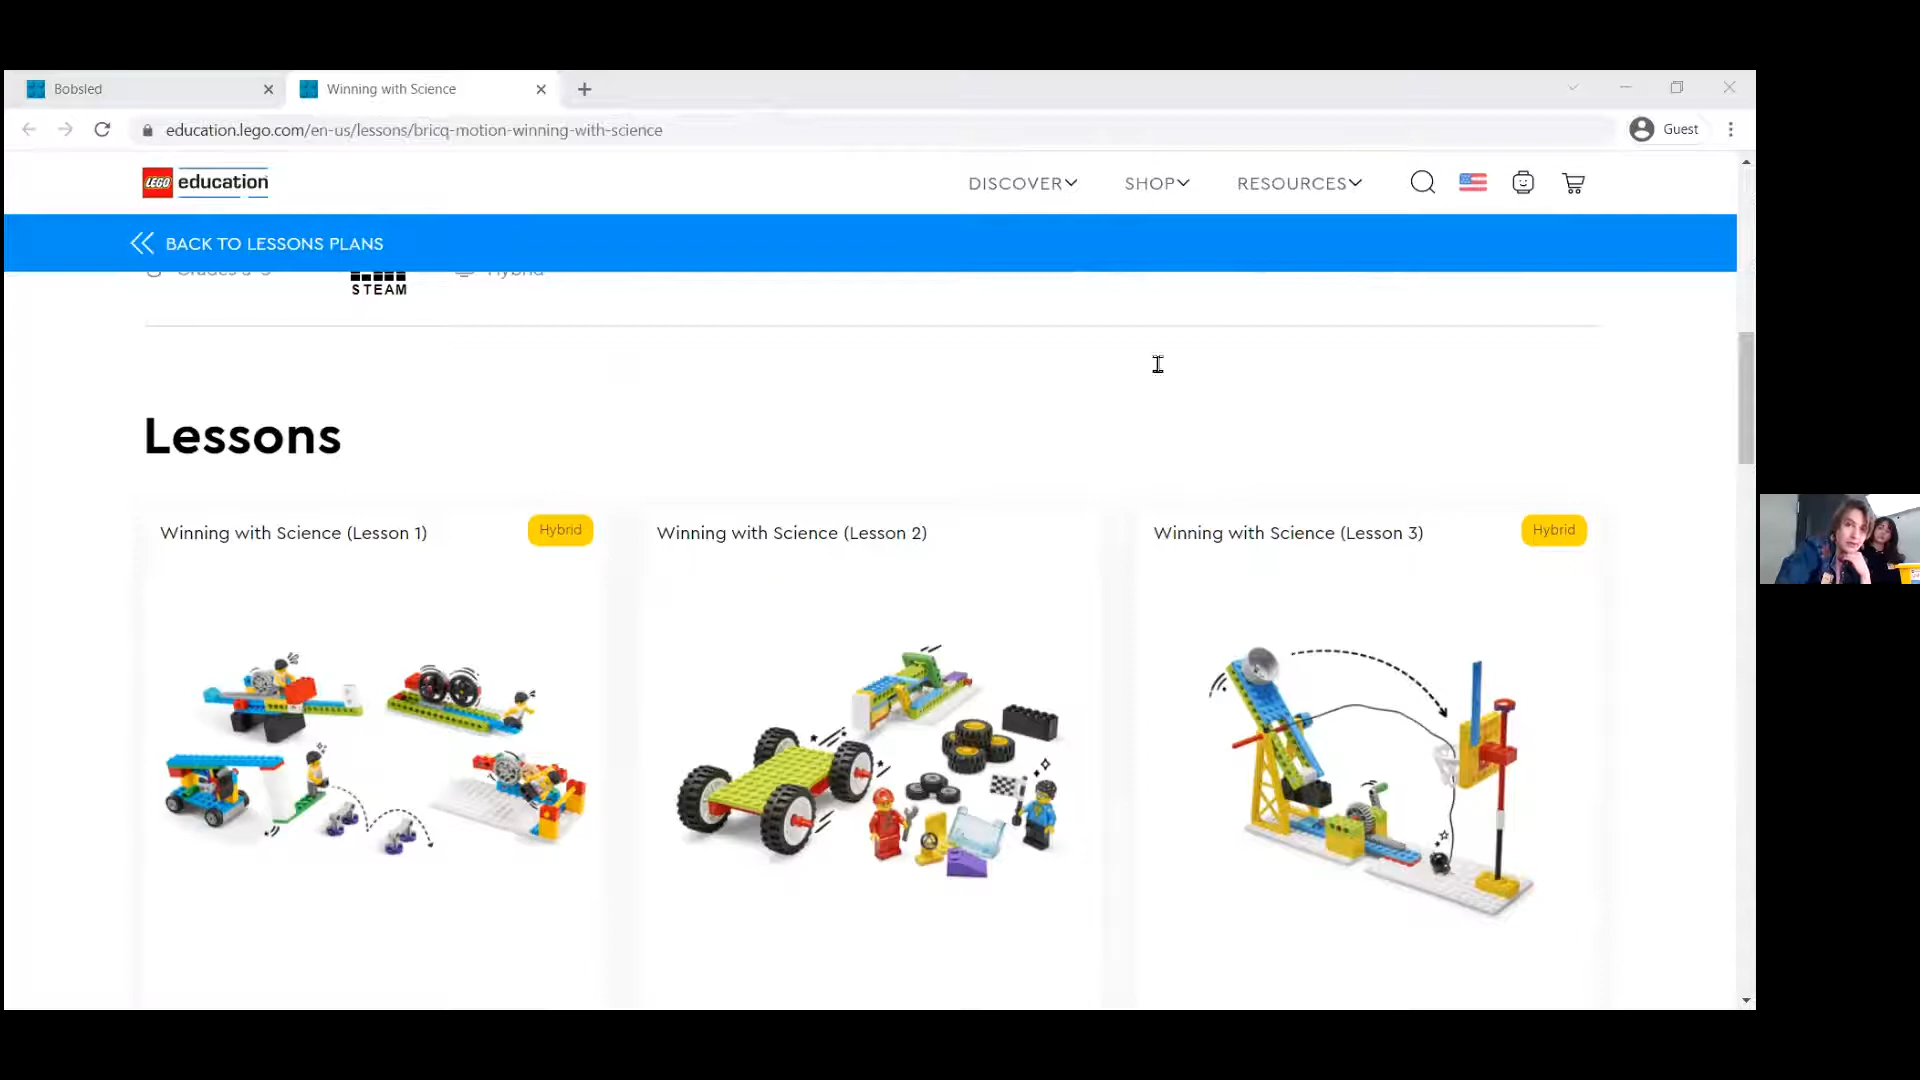 Bobsled
Winning with Science
education.lego.com/en-us/lessons/bricq-motion-winning-with-science
Guest
LEGO education
DISCOVER
SHOP
RESOURCES
BACK TO LESSONS PLANS
STEAM
Hybrid
Lessons
Winning with Science (Lesson 1)
Hybrid
Winning with Science (Lesson 2)
Winning with Science (Lesson 3)
Hybrid